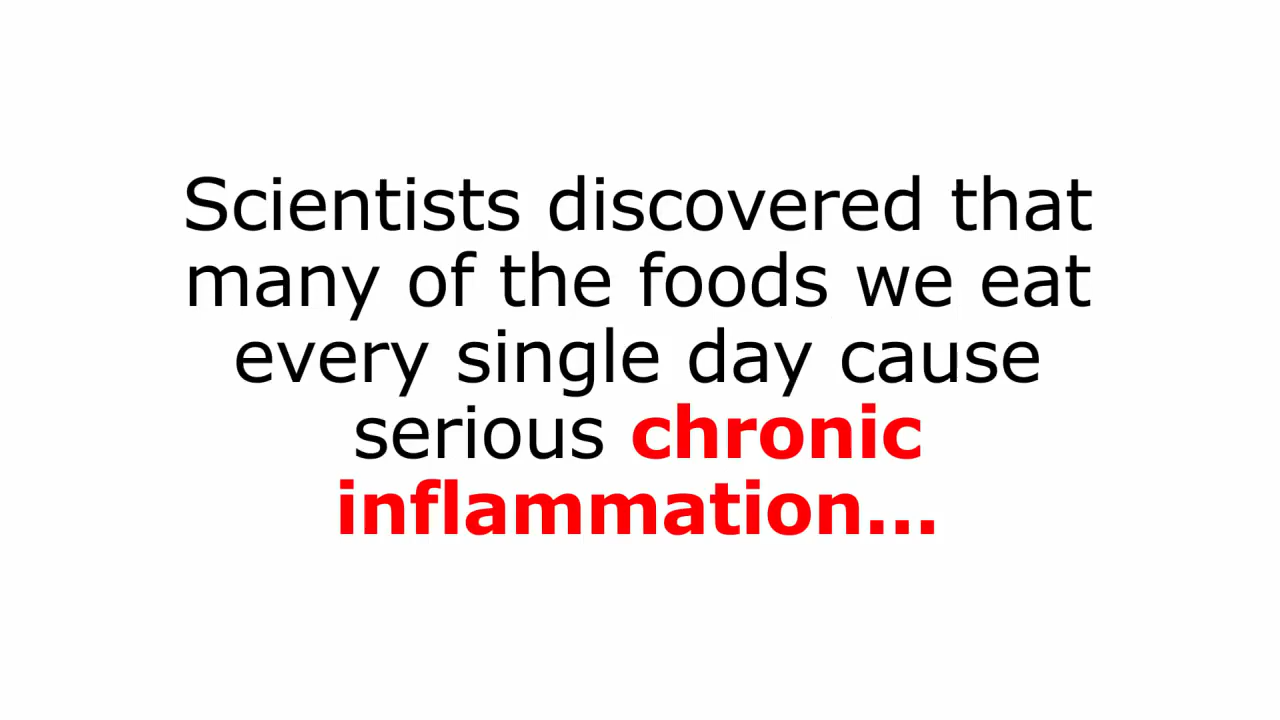 Scientists discovered that
many of the foods we eat
every single day cause
serious chronic
inflammation...